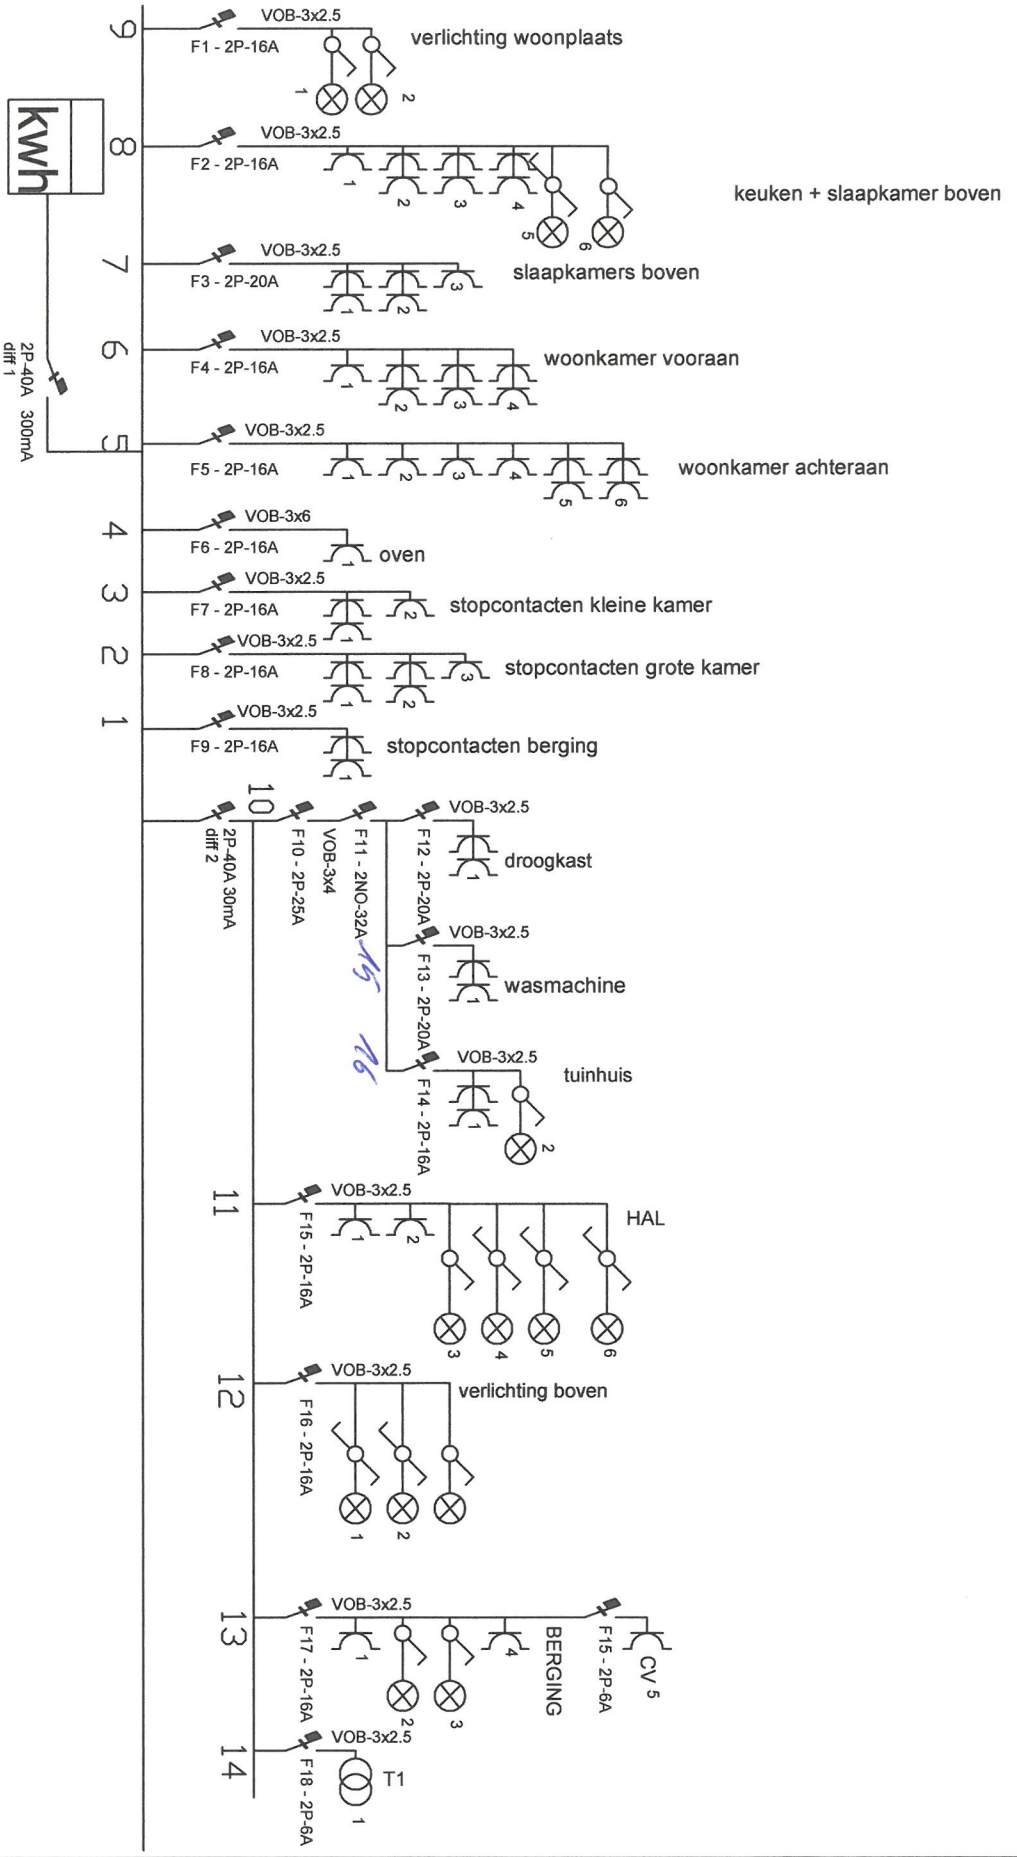 9
VOB-3x2.5
F1 - 2P-16A
verlichting woonplaats
1
2
kwh
8
VOB-3x2.5
F2 - 2P-16A
1
2
3
4
5
6
keuken + slaapkamer boven
7
VOB-3x2.5
F3 - 2P-20A
1
2
3
slaapkamers boven
2P-40A 300mA
diff 1
6
VOB-3x2.5
F4 - 2P-16A
1
2
3
4
woonkamer vooraan
5
VOB-3x2.5
F5 - 2P-16A
1
2
3
4
5
6
woonkamer achteraan
4
VOB-3x6
F6 - 2P-16A
1
oven
3
VOB-3x2.5
F7 - 2P-16A
1
2
stopcontacten kleine kamer
2
VOB-3x2.5
F8 - 2P-16A
1
2
3
stopcontacten grote kamer
1
VOB-3x2.5
F9 - 2P-16A
1
stopcontacten berging
10
2P-40A 30mA
diff 2
F10 - 2P-25A
VOB-3x4
F11 - 2NO-32A
F12 - 2P-20A
VOB-3x2.5
1
droogkast
15
F13 - 2P-20A
VOB-3x2.5
1
wasmachine
16
F14 - 2P-16A
VOB-3x2.5
1
2
tuinhuis
11
VOB-3x2.5
F15 - 2P-16A
1
2
3
4
5
6
HAL
12
VOB-3x2.5
F16 - 2P-16A
1
2
verlichting boven
13
VOB-3x2.5
F17 - 2P-16A
1
2
3
4
BERGING
F15 - 2P-6A
CV 5
14
VOB-3x2.5
F18 - 2P-6A
T1
1